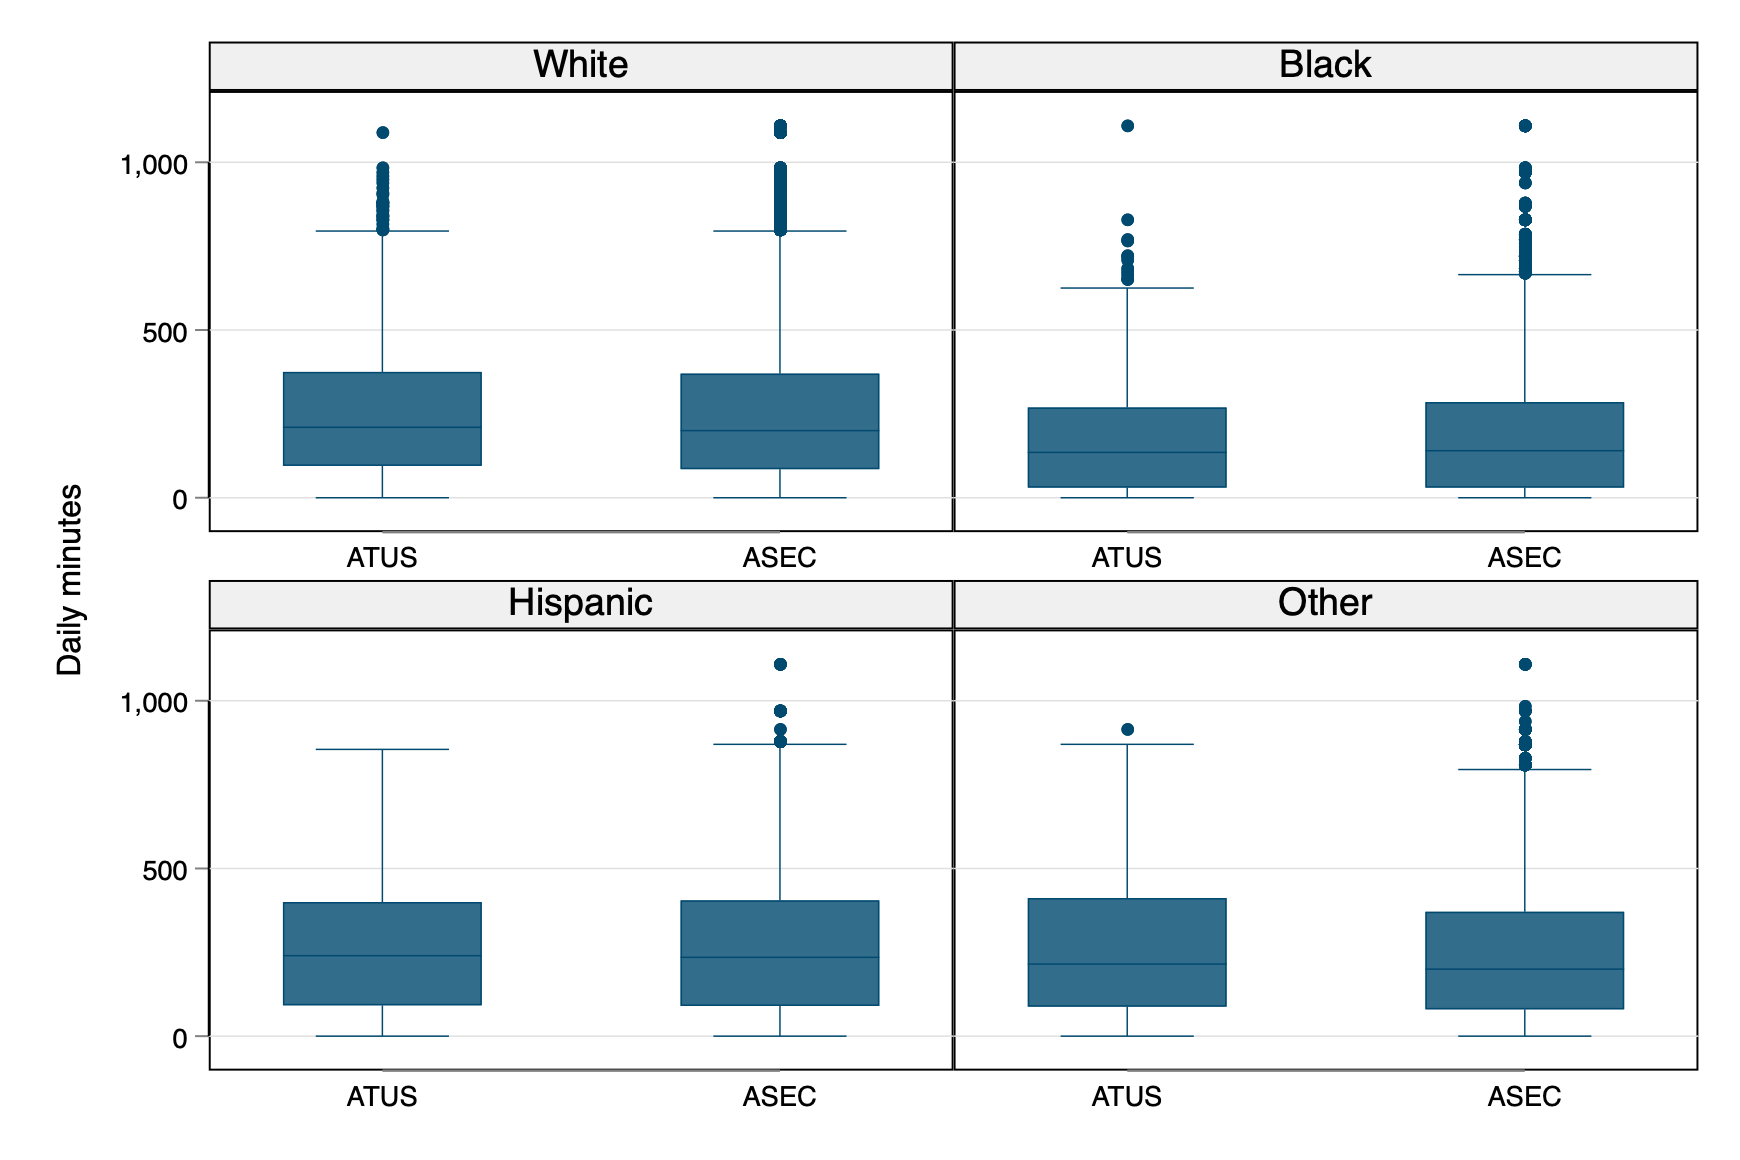 White
Black
1,000
500
0
ATUS
ASEC
ATUS
ASEC
Daily minutes
Hispanic
Other
1,000
500
0
ATUS
ASEC
ATUS
ASEC